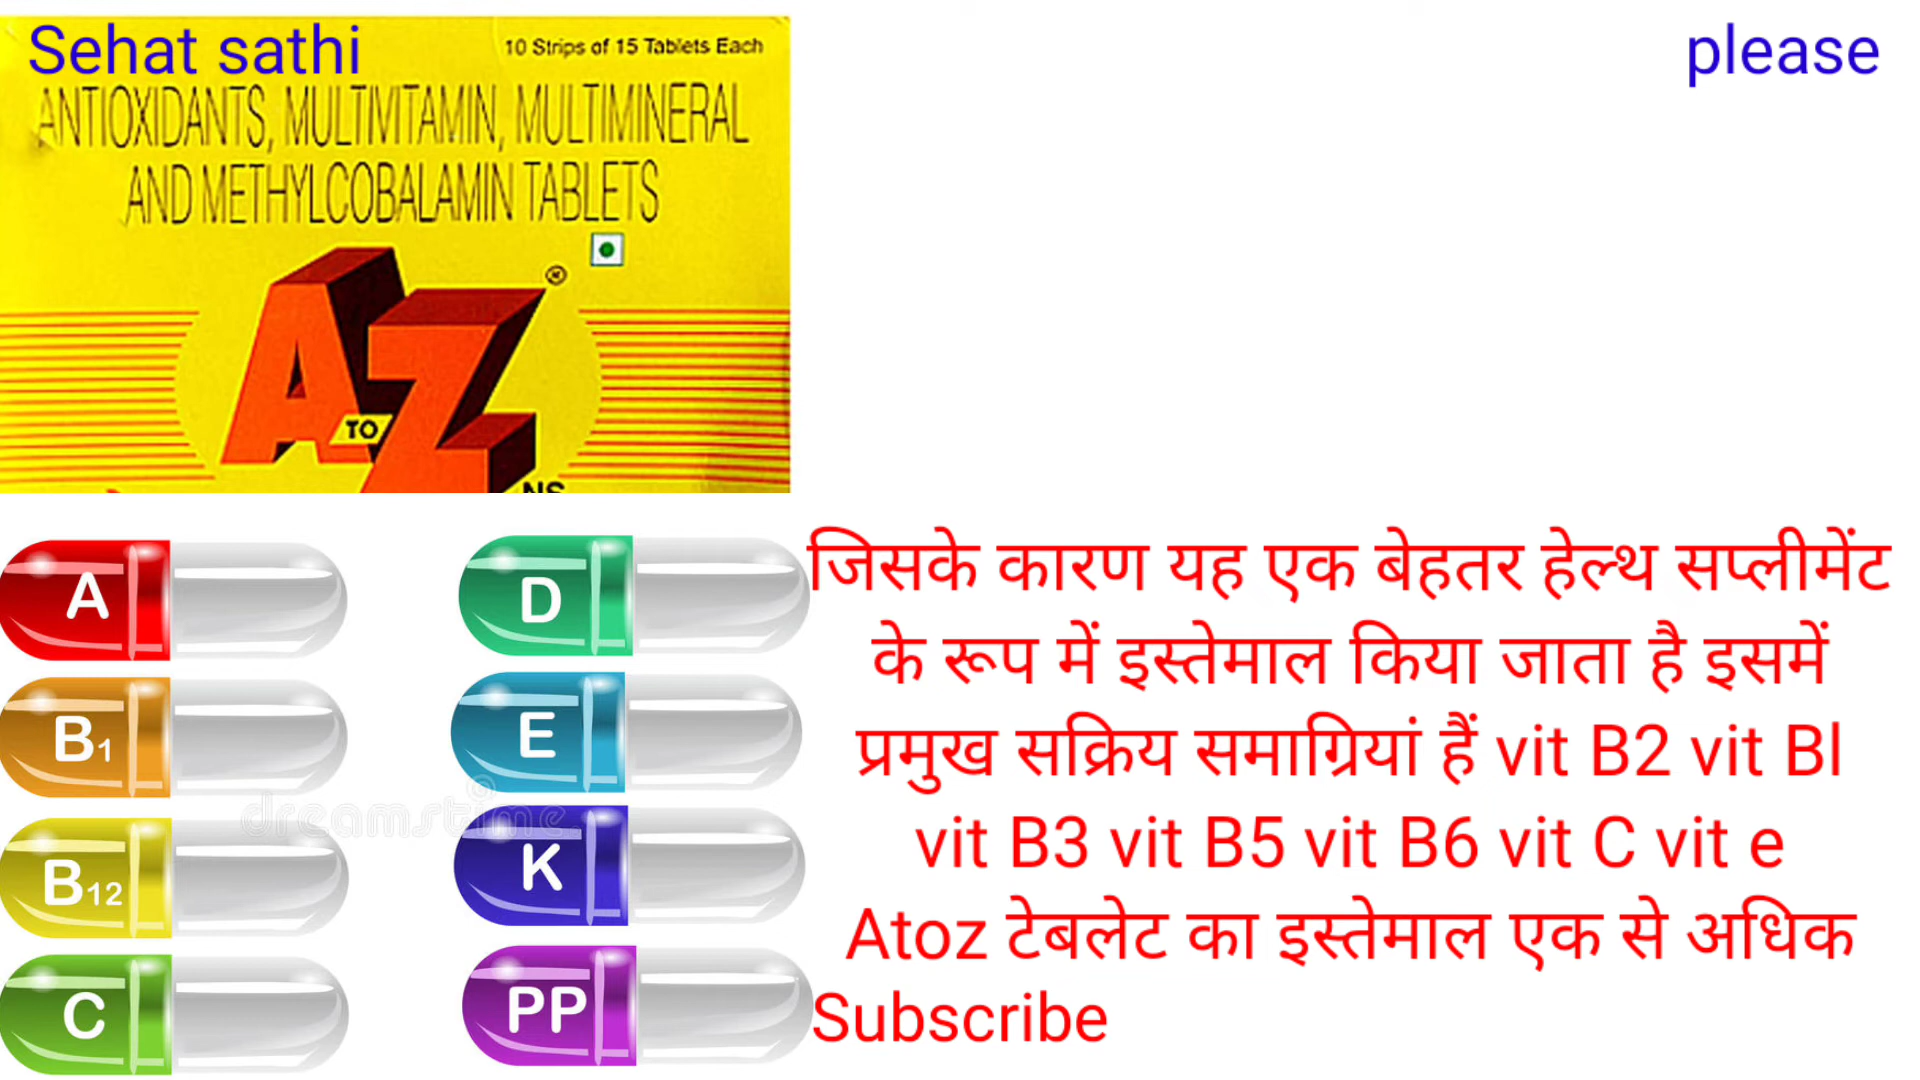 Sehat sathi
please
10 Strips of 15 Tablets Each
ANTIOXIDANTS, MULTIVITAMIN, MULTIMINERAL
AND METHYLCOBALAMIN TABLETS
®
A TO Z
NS
A
D
B1
E
B12
K
C
PP
dreamstime
जिसके कारण यह एक बेहतर हेल्थ सप्लीमेंट
के रूप में इस्तेमाल किया जाता है इसमें
प्रमुख सक्रिय समाग्रियां हैं vit B2 vit Bl
vit B3 vit B5 vit B6 vit C vit e
Atoz टेबलेट का इस्तेमाल एक से अधिक
Subscribe